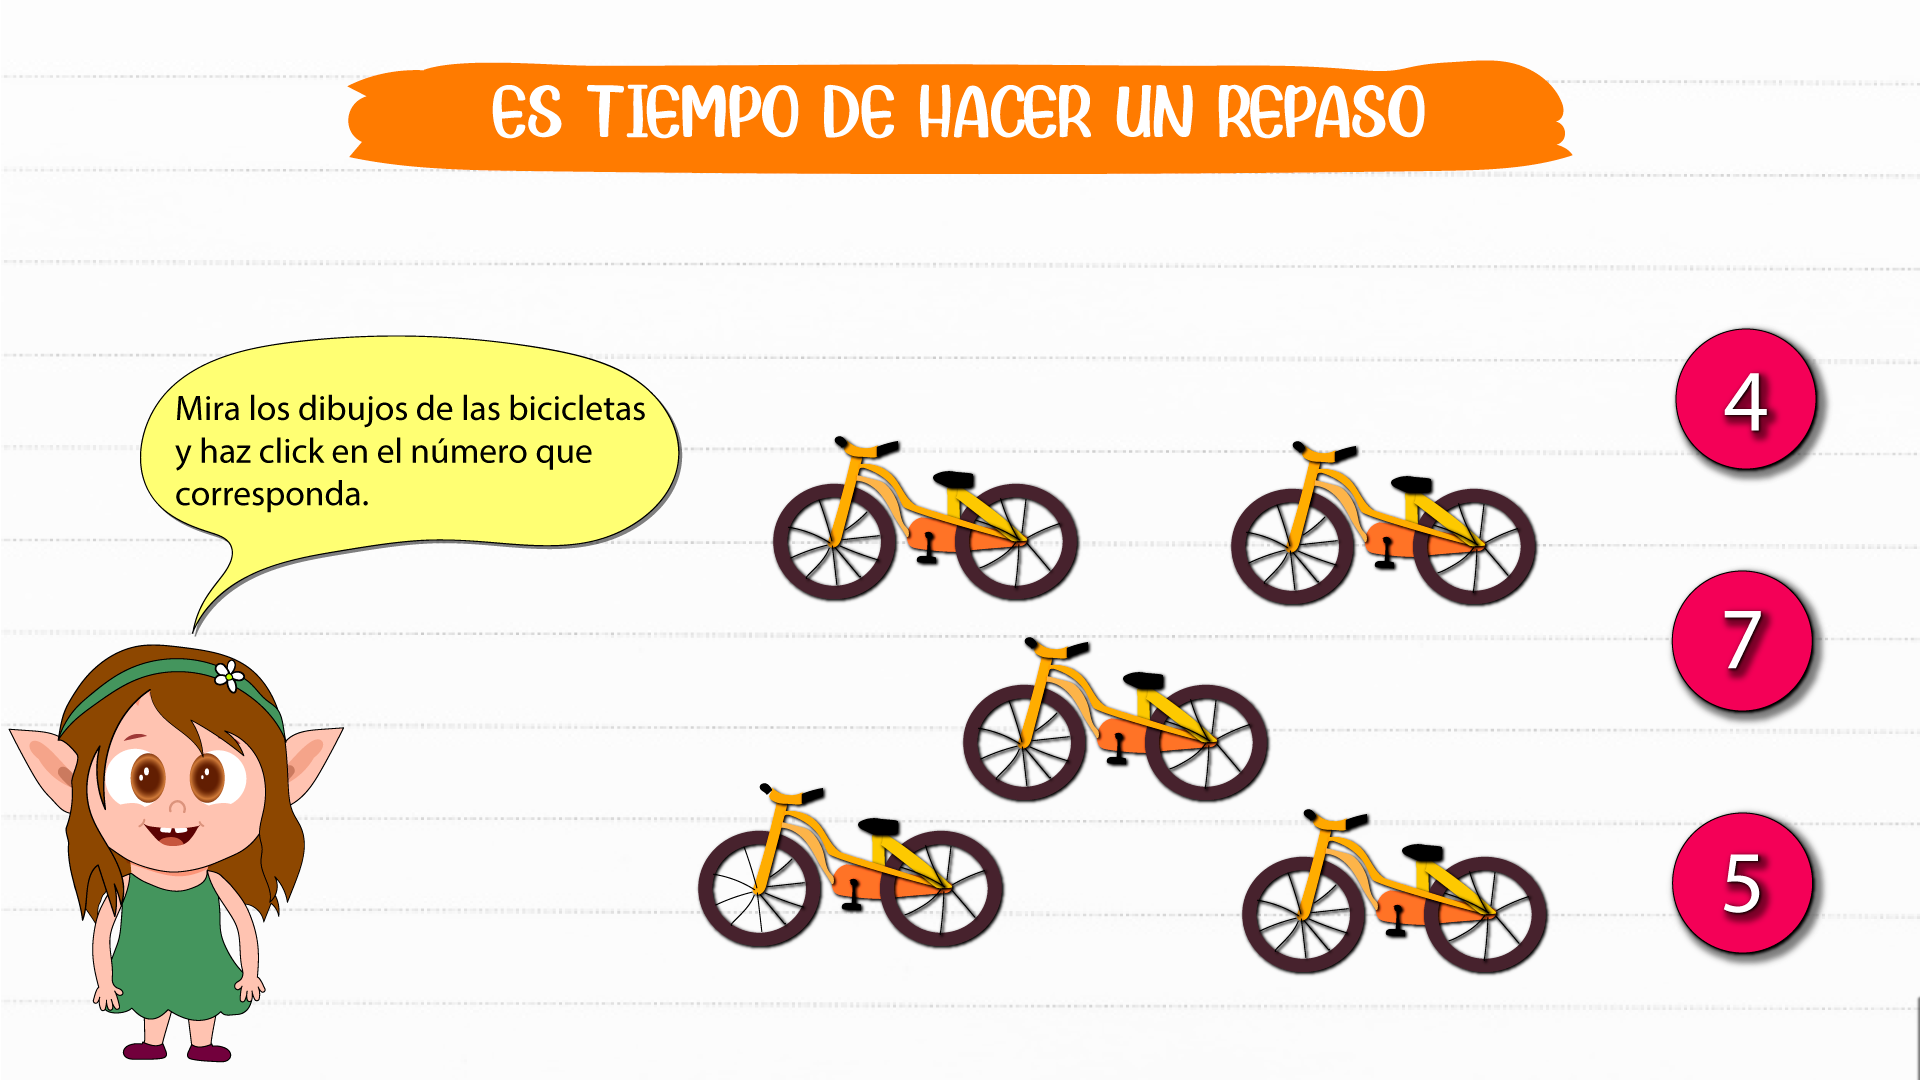 ES TIEMPO DE HACER UN REPASO
Mira los dibujos de las bicicletas
y haz click en el número que
corresponda.
4
7
5